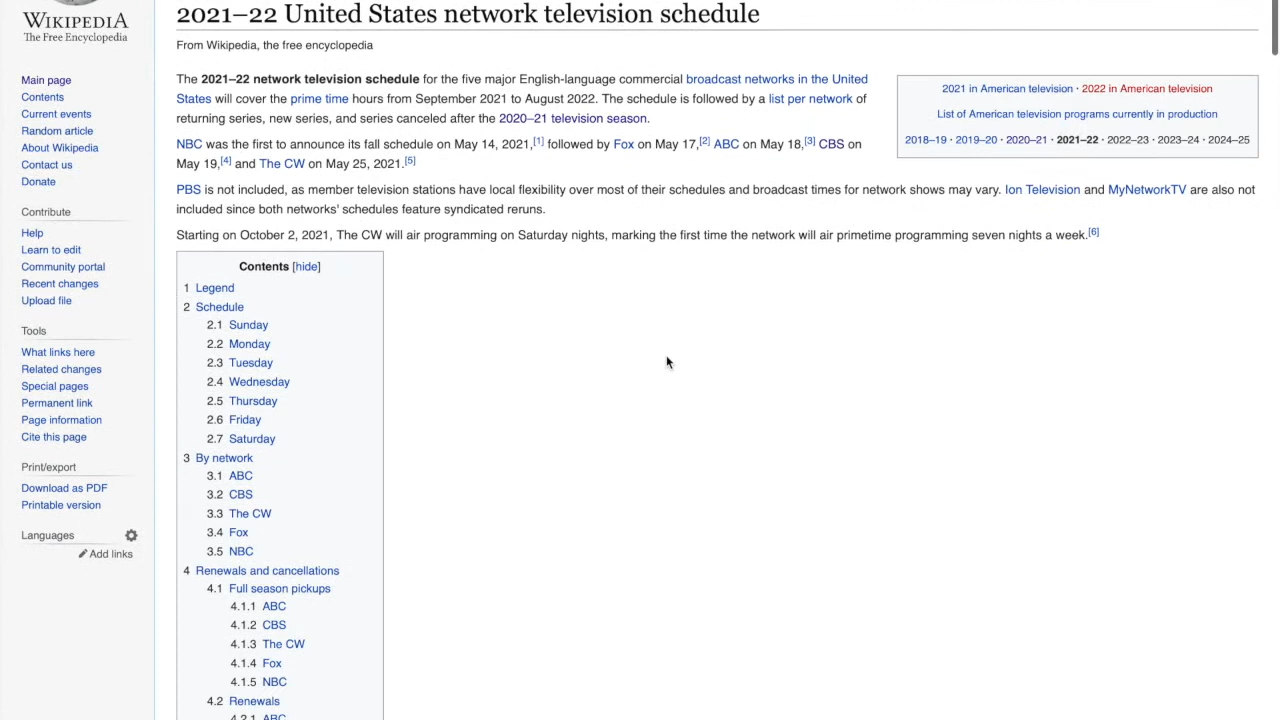 WIKIPEDIA
The Free Encyclopedia
Main page
Contents
Current events
Random article
About Wikipedia
Contact us
Donate
Contribute
Help
Learn to edit
Community portal
Recent changes
Upload file
Tools
What links here
Related changes
Special pages
Permanent link
Page information
Cite this page
Print/export
Download as PDF
Printable version
Languages
Add links
2021–22 United States network television schedule
From Wikipedia, the free encyclopedia
The 2021–22 network television schedule for the five major English-language commercial broadcast networks in the United
States will cover the prime time hours from September 2021 to August 2022. The schedule is followed by a list per network of
returning series, new series, and series canceled after the 2020–21 television season.
NBC was the first to announce its fall schedule on May 14, 2021,[1] followed by Fox on May 17,[2] ABC on May 18,[3] CBS on
May 19,[4] and The CW on May 25, 2021.[5]
2021 in American television · 2022 in American television
List of American television programs currently in production
2018–19 · 2019–20 · 2020–21 · 2021–22 · 2022–23 · 2023–24 · 2024–25
PBS is not included, as member television stations have local flexibility over most of their schedules and broadcast times for network shows may vary. Ion Television and MyNetworkTV are also not
included since both networks' schedules feature syndicated reruns.
Starting on October 2, 2021, The CW will air programming on Saturday nights, marking the first time the network will air primetime programming seven nights a week.[6]
Contents [hide]
1 Legend
2 Schedule
2.1 Sunday
2.2 Monday
2.3 Tuesday
2.4 Wednesday
2.5 Thursday
2.6 Friday
2.7 Saturday
3 By network
3.1 ABC
3.2 CBS
3.3 The CW
3.4 Fox
3.5 NBC
4 Renewals and cancellations
4.1 Full season pickups
4.1.1 ABC
4.1.2 CBS
4.1.3 The CW
4.1.4 Fox
4.1.5 NBC
4.2 Renewals
4.2.1 ABC